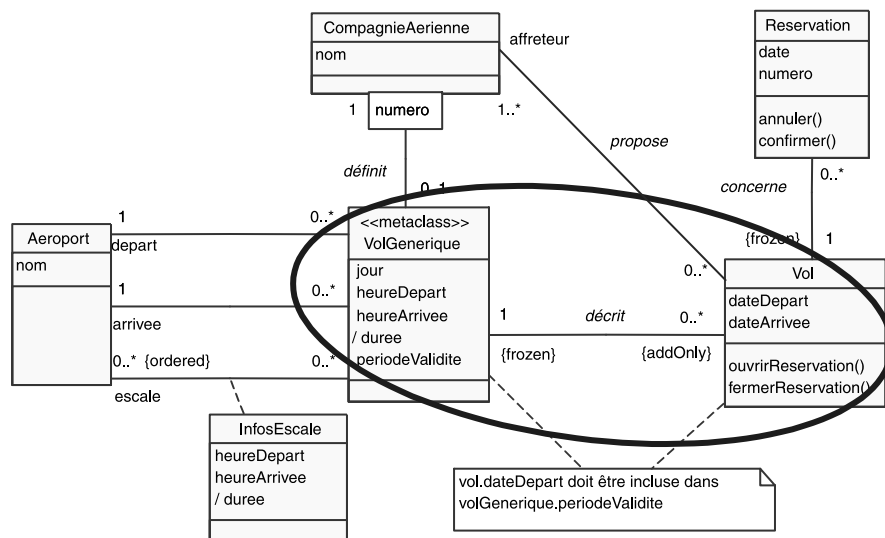 CompagnieAerienne
nom
affreteur
Reservation
date
numero
annuler()
confirmer()
1
numero
1..*
propose
définit
0..1
concerne
0..*
{frozen}
1
Aeroport
nom
1
depart
0..*
1
arrivee
0..*
0..* {ordered}
escale
0..*
<<metaclass>>
VolGenerique
jour
heureDepart
heureArrivee
/ duree
periodeValidite
1
décrit
0..*
{frozen}
{addOnly}
0..*
Vol
dateDepart
dateArrivee
ouvrirReservation()
fermerReservation()
InfosEscale
heureDepart
heureArrivee
/ duree
vol.dateDepart doit être incluse dans
volGenerique.periodeValidite